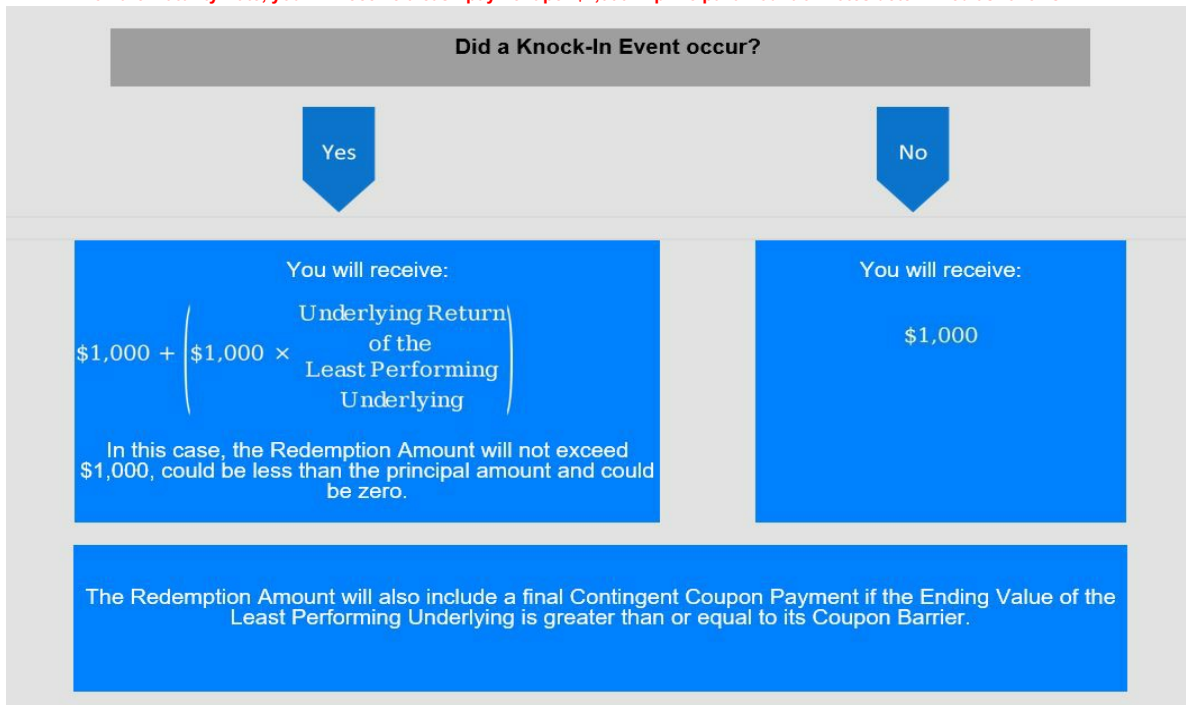 Did a Knock-In Event occur?
Yes
No
You will receive:
$1,000 + ($1,000 × Underlying Return
of the
Least Performing
Underlying)
In this case, the Redemption Amount will not exceed
$1,000, could be less than the principal amount and could
be zero.
You will receive:
$1,000
The Redemption Amount will also include a final Contingent Coupon Payment if the Ending Value of the
Least Performing Underlying is greater than or equal to its Coupon Barrier.